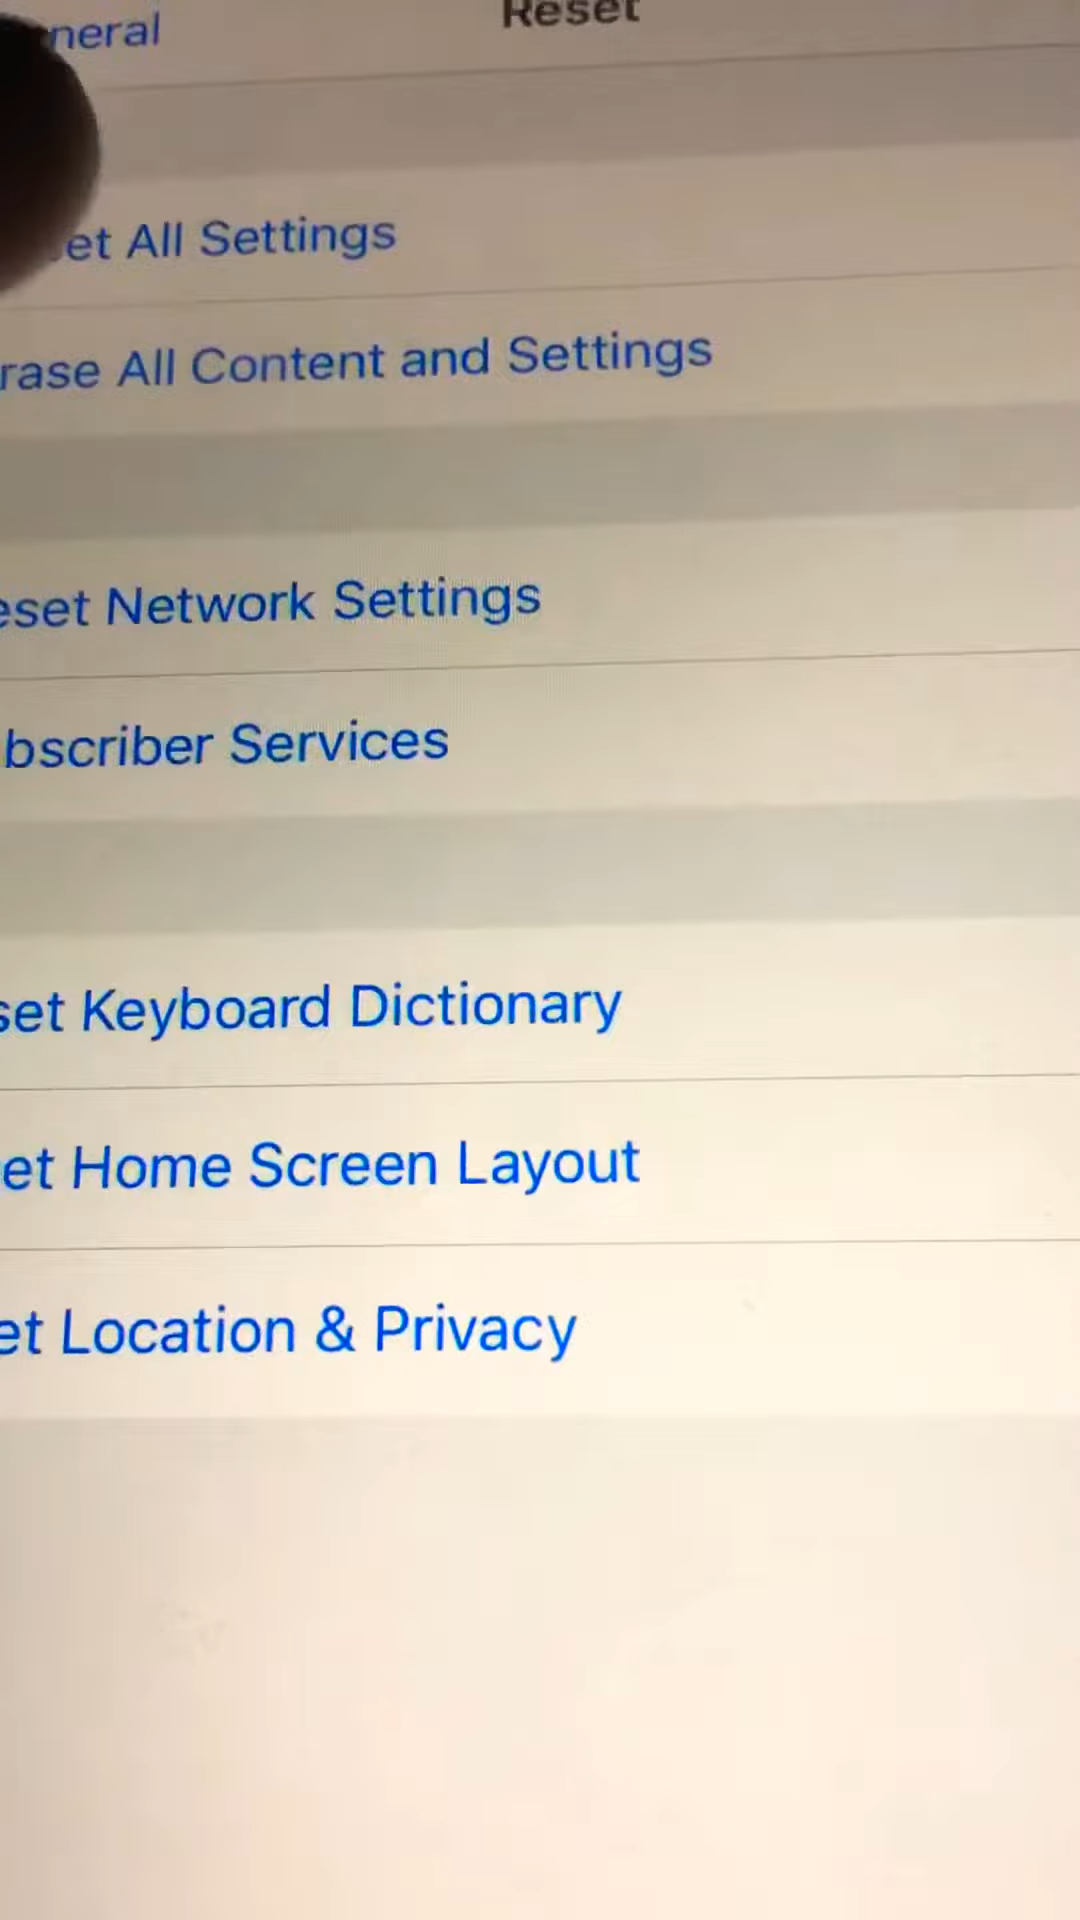 neral
Reset
et All Settings
rase All Content and Settings
eset Network Settings
bscriber Services
set Keyboard Dictionary
et Home Screen Layout
et Location & Privacy